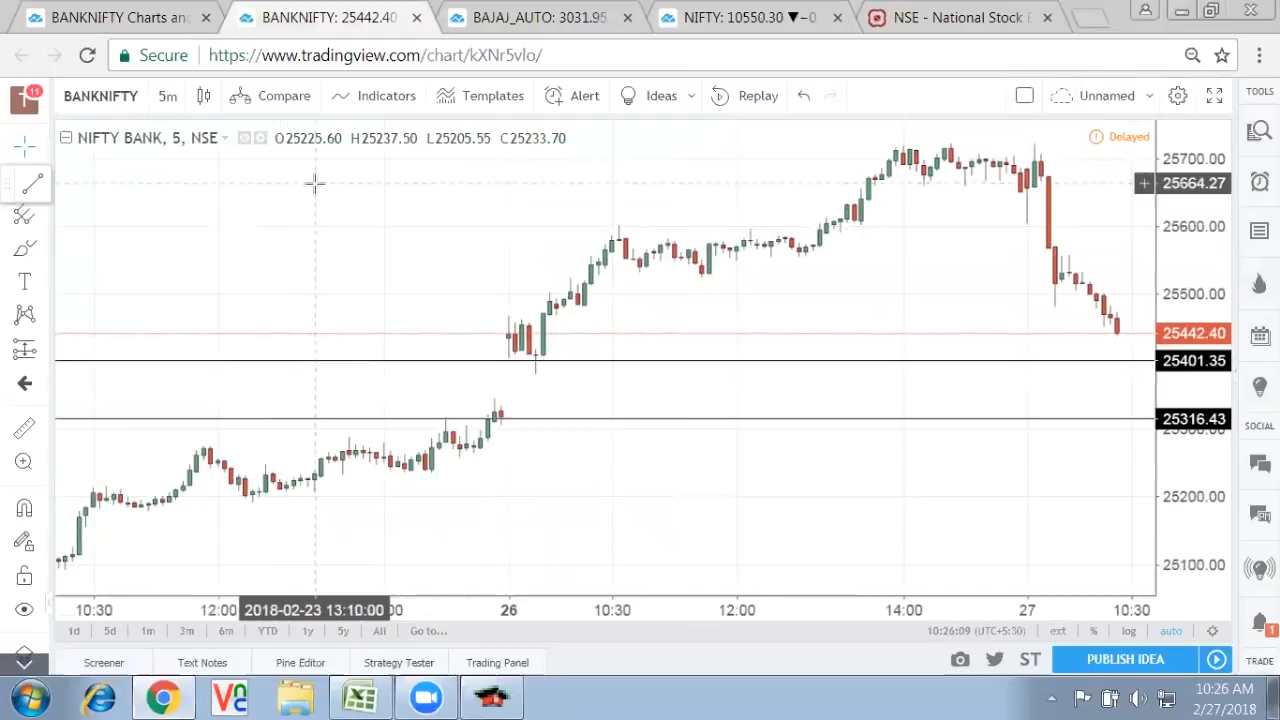 BANKNIFTY Charts and
BANKNIFTY: 25442.40
BAJAJ_AUTO: 3031.95
NIFTY: 10550.30 ▼ −0
NSE - National Stock E
Secure
https://www.tradingview.com/chart/kXNr5vlo/
11
BANKNIFTY
5m
Compare
Indicators
Templates
Alert
Ideas
Replay
Unnamed
TOOLS
NIFTY BANK, 5, NSE
O25225.60 H25237.50 L25205.55 C25233.70
Delayed
25700.00
25664.27
25600.00
25500.00
25442.40
25401.35
25316.43
25200.00
25100.00
SOCIAL
10:30
12:00
2018-02-23 13:10:00
26
10:30
12:00
14:00
27
10:30
1d 5d 1m 3m 6m YTD 1y 5y All Go to...
10:26:09 (UTC+5:30) ext % log auto
1
Screener
Text Notes
Pine Editor
Strategy Tester
Trading Panel
ST
PUBLISH IDEA
TRADE
10:26 AM
2/27/2018